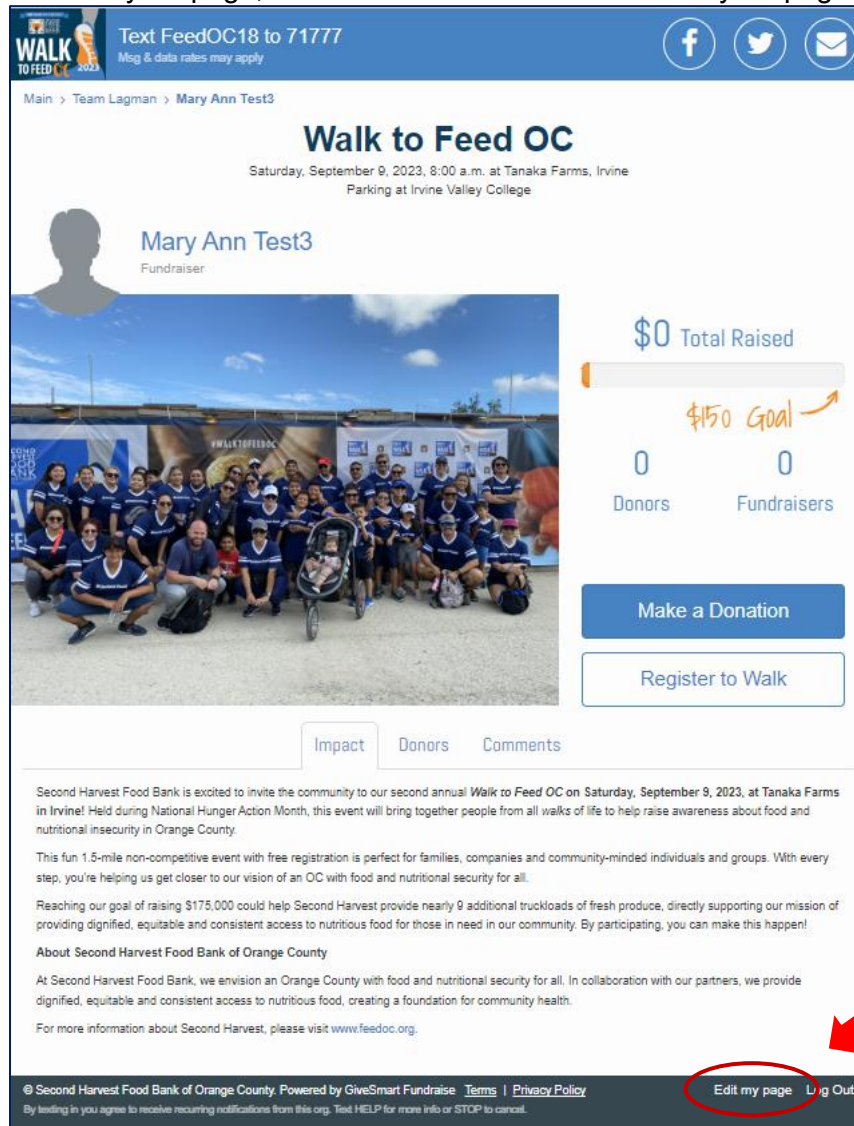 WALK
TO FEED OC 2023
Text FeedOC18 to 71777
Msg & data rates may apply
Main > Team Lagman > Mary Ann Test3
Walk to Feed OC
Saturday, September 9, 2023, 8:00 a.m. at Tanaka Farms, Irvine
Parking at Irvine Valley College
Mary Ann Test3
Fundraiser
#WALKTOFEEDOC
$0 Total Raised
$150 Goal
0 0
Donors Fundraisers
Make a Donation
Register to Walk
Impact Donors Comments
Second Harvest Food Bank is excited to invite the community to our second annual Walk to Feed OC on Saturday, September 9, 2023, at Tanaka Farms
in Irvine! Held during National Hunger Action Month, this event will bring together people from all walks of life to help raise awareness about food and
nutritional insecurity in Orange County.
This fun 1.5-mile non-competitive event with free registration is perfect for families, companies and community-minded individuals and groups. With every
step, you're helping us get closer to our vision of an OC with food and nutritional security for all.
Reaching our goal of raising $175,000 could help Second Harvest provide nearly 9 additional truckloads of fresh produce, directly supporting our mission of
providing dignified, equitable and consistent access to nutritious food for those in need in our community. By participating, you can make this happen!
About Second Harvest Food Bank of Orange County
At Second Harvest Food Bank, we envision an Orange County with food and nutritional security for all. In collaboration with our partners, we provide
dignified, equitable and consistent access to nutritious food, creating a foundation for community health.
For more information about Second Harvest, please visit www.feedoc.org.
© Second Harvest Food Bank of Orange County. Powered by GiveSmart Fundraise Terms | Privacy Policy Edit my page Log Out
By texting in you agree to receive recurring notifications from this org. Text HELP for more info or STOP to cancel.